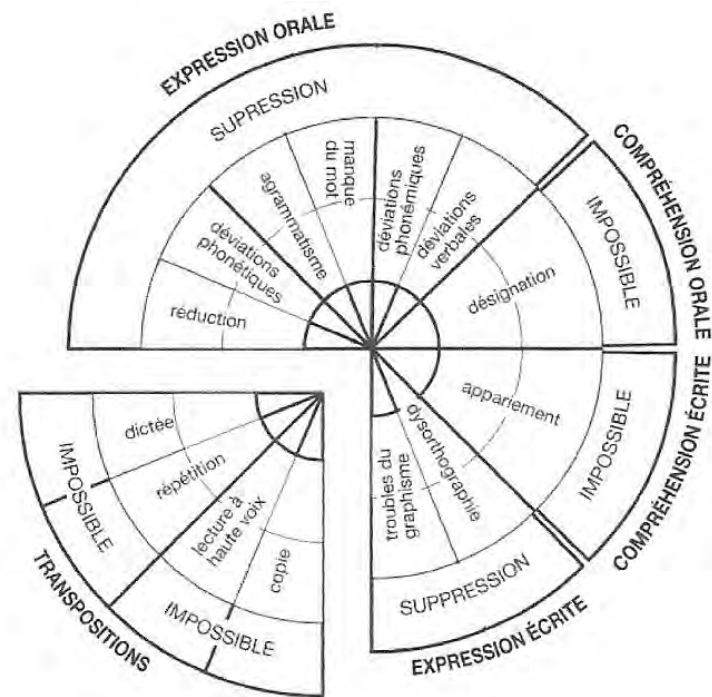 EXPRESSION ORALE
SUPRESSION
réduction
déviations
phonétiques
agrammatisme
manque
du mot
déviations
phonémiques
déviations
verbales
COMPRÉHENSION ORALE
IMPOSSIBLE
désignation
COMPRÉHENSION ÉCRITE
IMPOSSIBLE
appariement
EXPRESSION ÉCRITE
SUPPRESSION
dysorthographie
troubles du
graphisme
TRANSPOSITIONS
IMPOSSIBLE
dictée
répétition
lecture à
haute voix
copie
IMPOSSIBLE